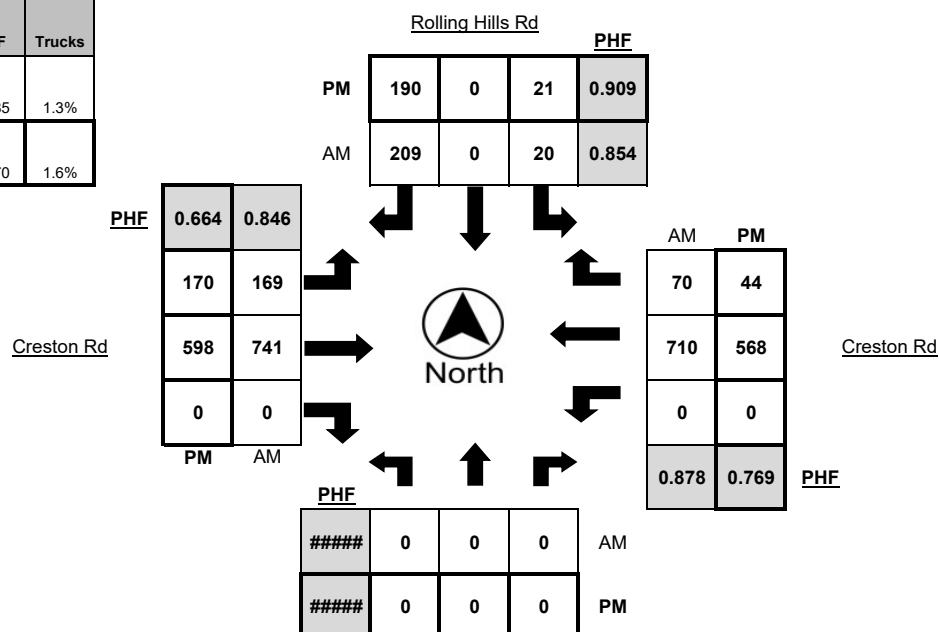 Rolling Hills Rd
F Trucks
PHF
PM 190 0 21 0.909
35 1.3%
AM 209 0 20 0.854
70 1.6%
PHF 0.664 0.846
AM PM
170 169
70 44
Creston Rd 598 741
North
710 568 Creston Rd
0 0
0 0
PM AM
0.878 0.769 PHF
PHF
##### 0 0 0 AM
##### 0 0 0 PM